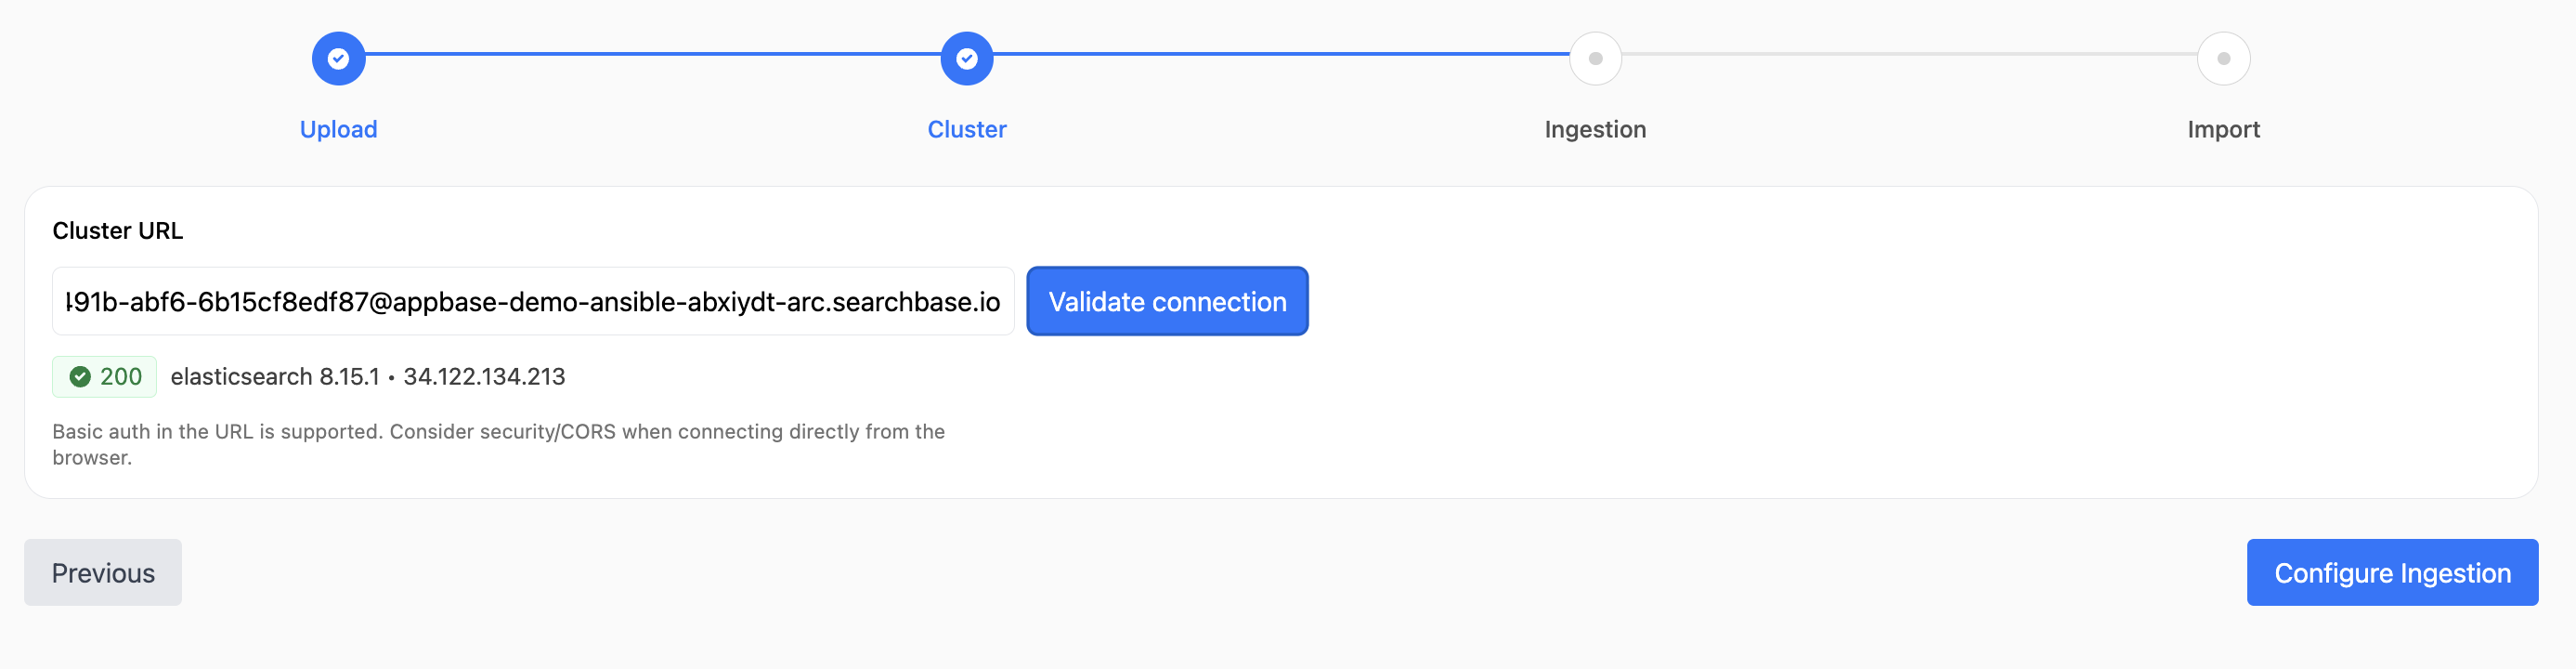 Upload
Cluster
Ingestion
Import
Cluster URL
491b-abf6-6b15cf8edf87@appbase-demo-ansible-abxiydt-arc.searchbase.io
Validate connection
200 elasticsearch 8.15.1 • 34.122.134.213
Basic auth in the URL is supported. Consider security/CORS when connecting directly from the
browser.
Previous
Configure Ingestion